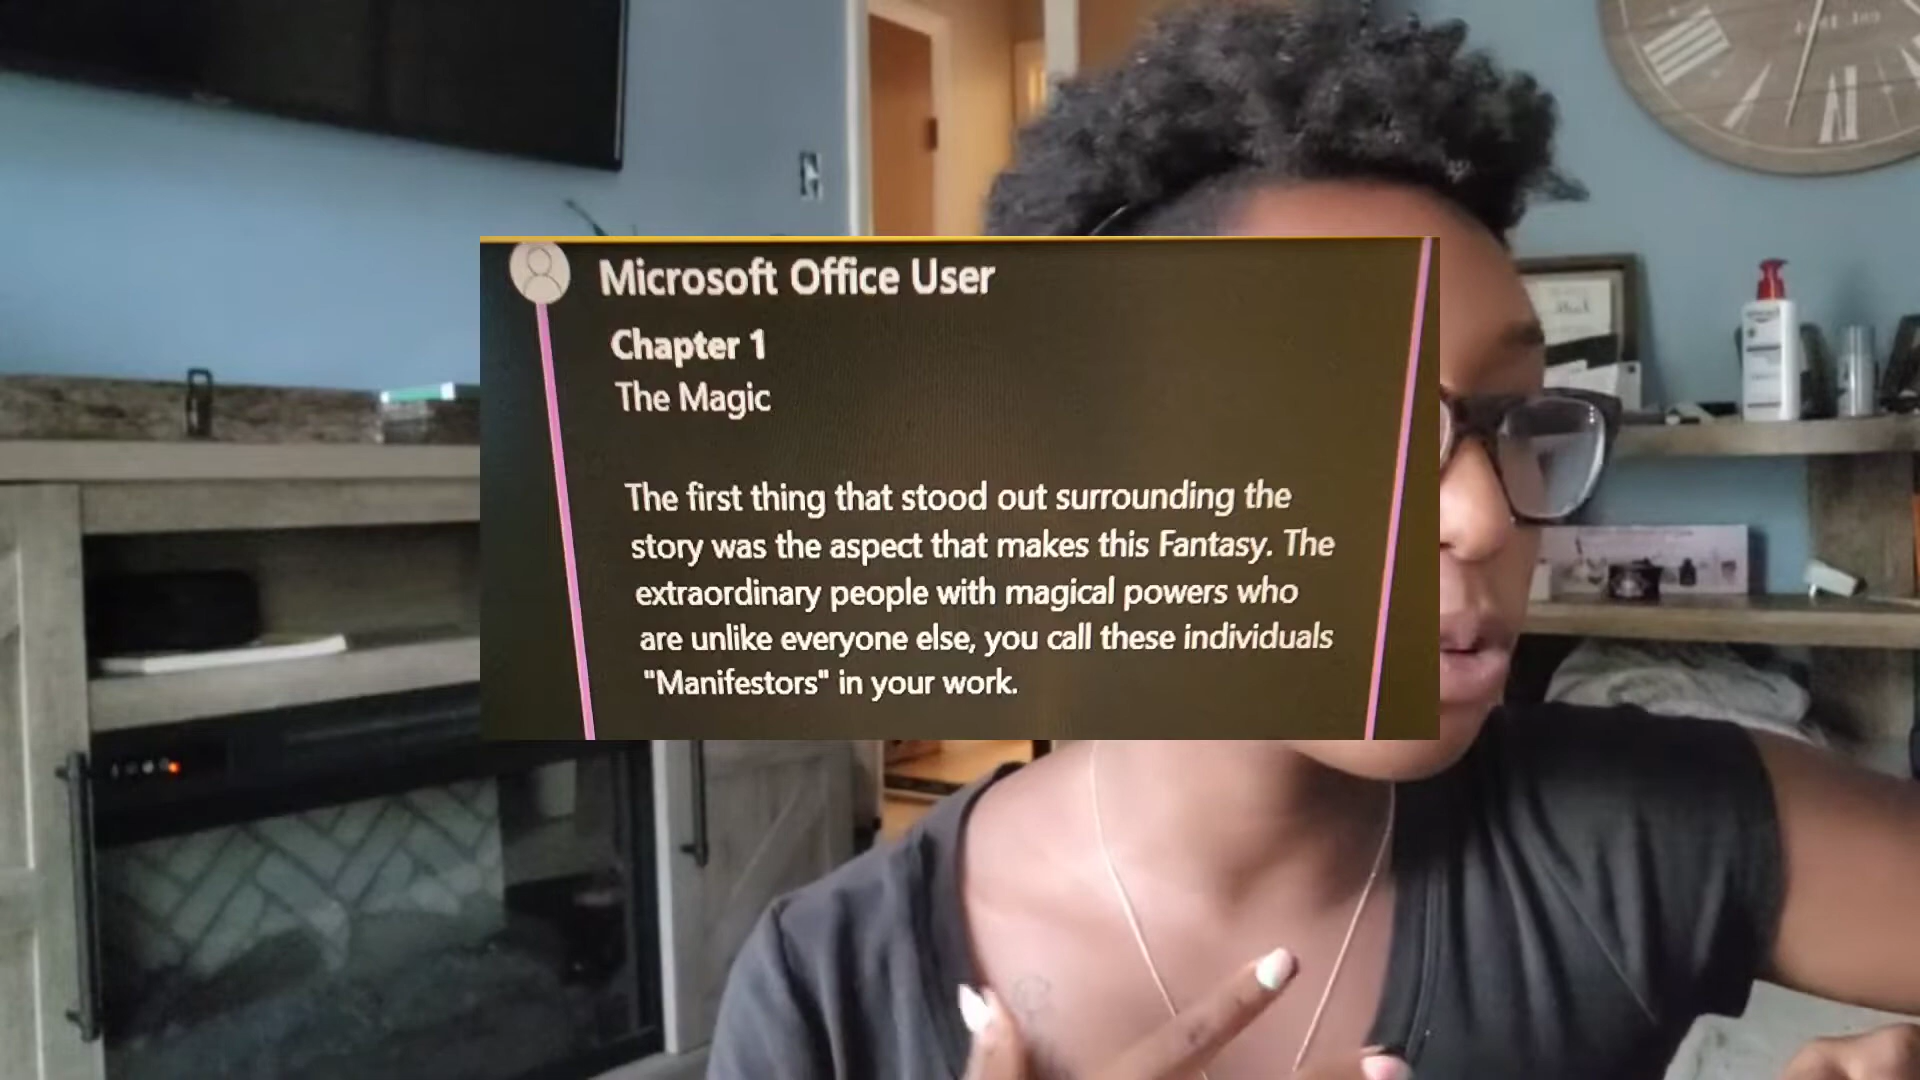 Microsoft Office User
Chapter 1
The Magic
The first thing that stood out surrounding the
story was the aspect that makes this Fantasy. The
extraordinary people with magical powers who
are unlike everyone else, you call these individuals
"Manifestors" in your work.